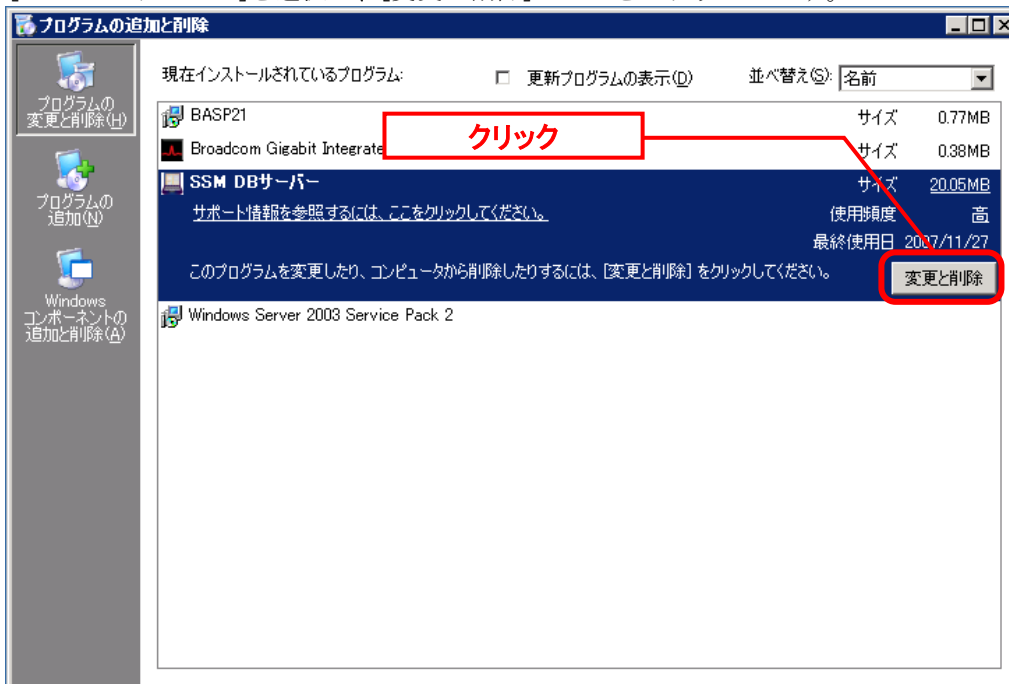 プログラムの追加と削除
プログラムの
変更と削除(H)
プログラムの
追加(N)
Windows
コンポーネントの
追加と削除(A)
現在インストールされているプログラム:
更新プログラムの表示(D)
並べ替え(S):
名前
BASP21
サイズ 0.77MB
クリック
Broadcom Gigabit Integrate
サイズ 0.38MB
SSM DBサーバー
サイズ 20.05MB
サポート情報を参照するには、ここをクリックしてください。
使用頻度 高
最終使用日 2007/11/27
このプログラムを変更したり、コンピュータから削除したりするには、[変更と削除] をクリックしてください。
変更と削除
Windows Server 2003 Service Pack 2